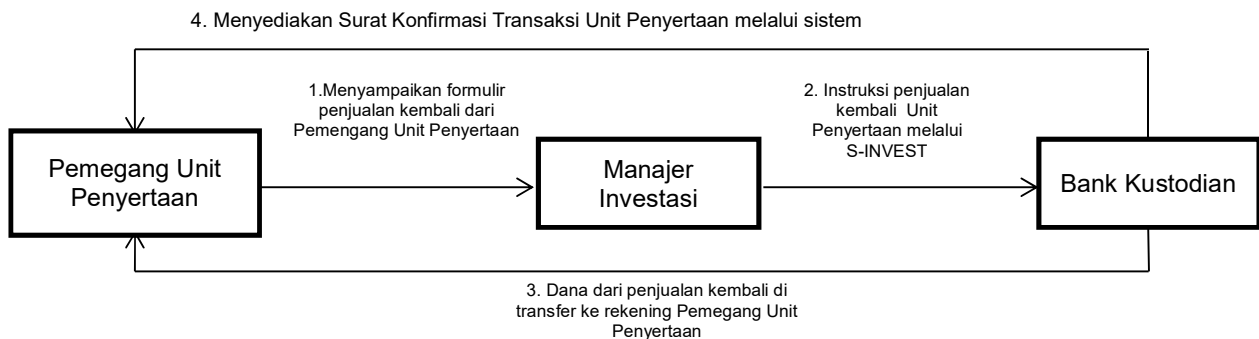 4. Menyediakan Surat Konfirmasi Transaksi Unit Penyertaan melalui sistem
1.Menyampaikan formulir
penjualan kembali dari
Pemengang Unit Penyertaan
2. Instruksi penjualan
kembali Unit
Penyertaan melalui
S-INVEST
Pemegang Unit
Penyertaan
Manajer
Investasi
Bank Kustodian
3. Dana dari penjualan kembali di
transfer ke rekening Pemegang Unit
Penyertaan